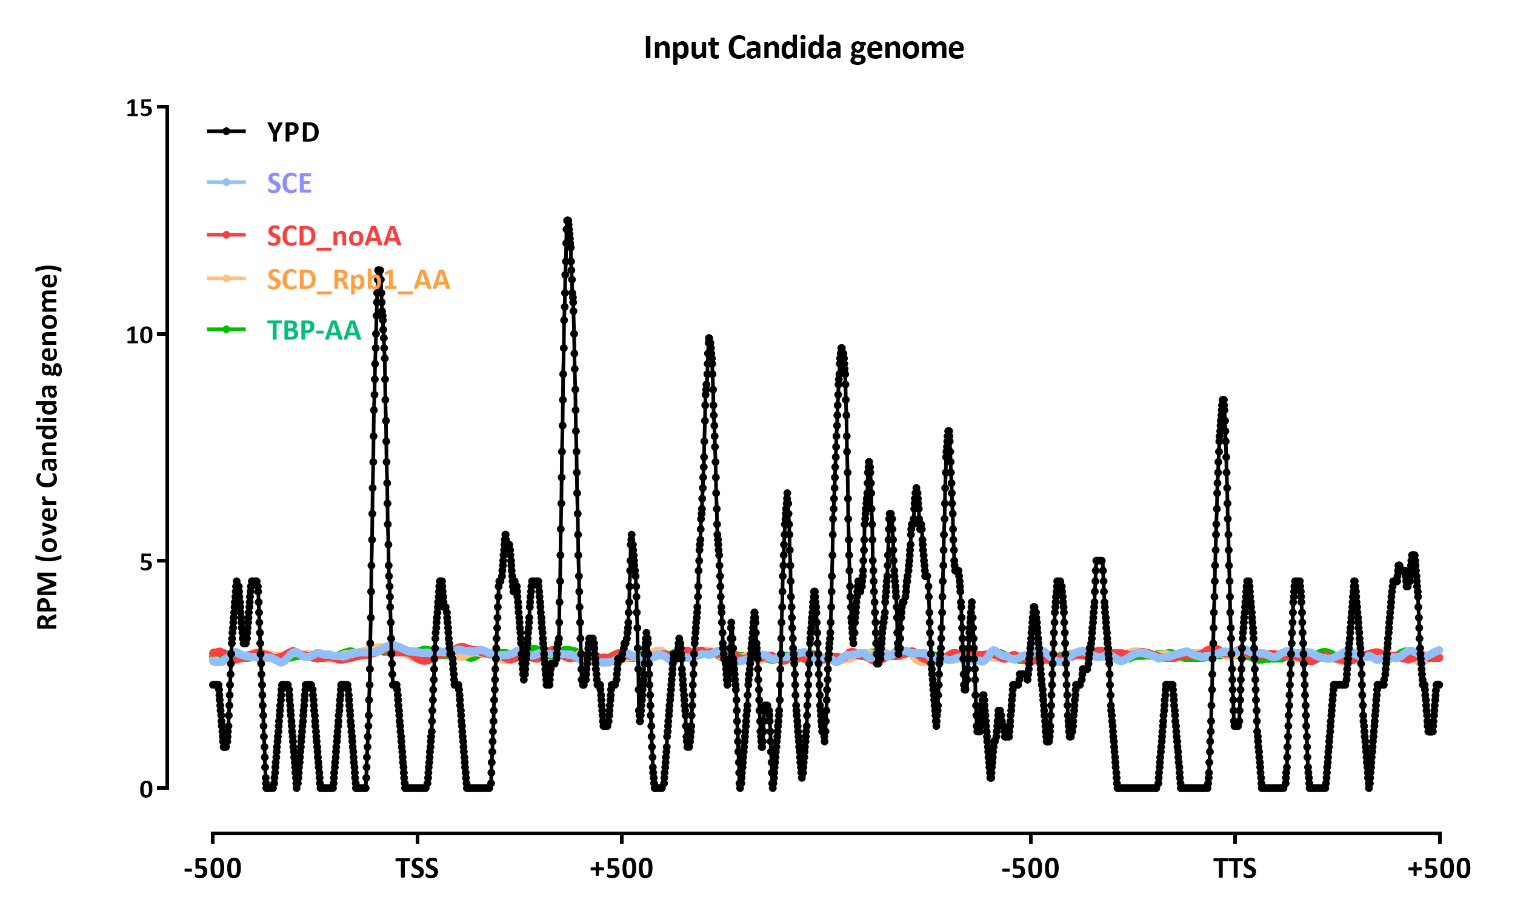 Input Candida genome
RPM (over Candida genome)
15
10
5
0
YPD
SCE
SCD_noAA
SCD_Rpb1_AA
TBP-AA
-500
TSS
+500
-500
TTS
+500